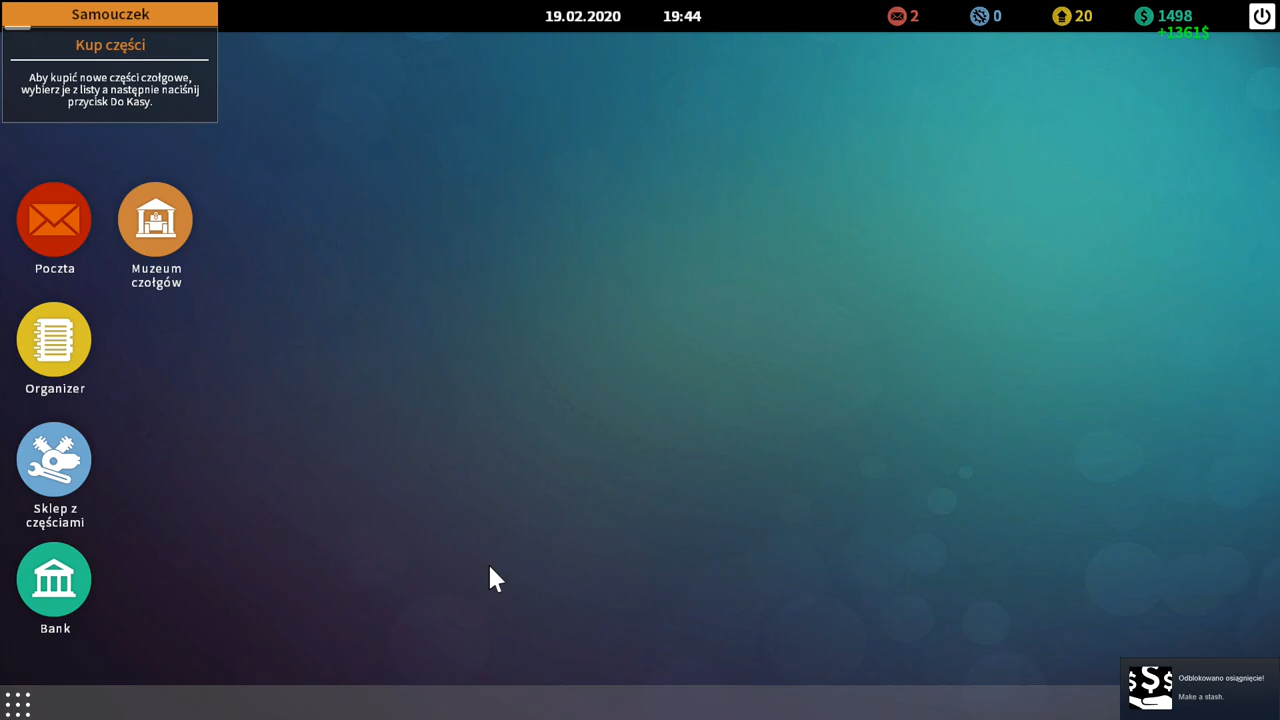 Samouczek
19.02.2020 19:44 2 0 20 1498
+1361$
Kup części
Aby kupić nowe części czołgowe,
wybierz je z listy a następnie naciśnij
przycisk Do Kasy.
Poczta
Muzeum
czołgów
Organizer
Sklep z
częściami
Bank
Odblokowano osiągnięcie!
Make a stash.